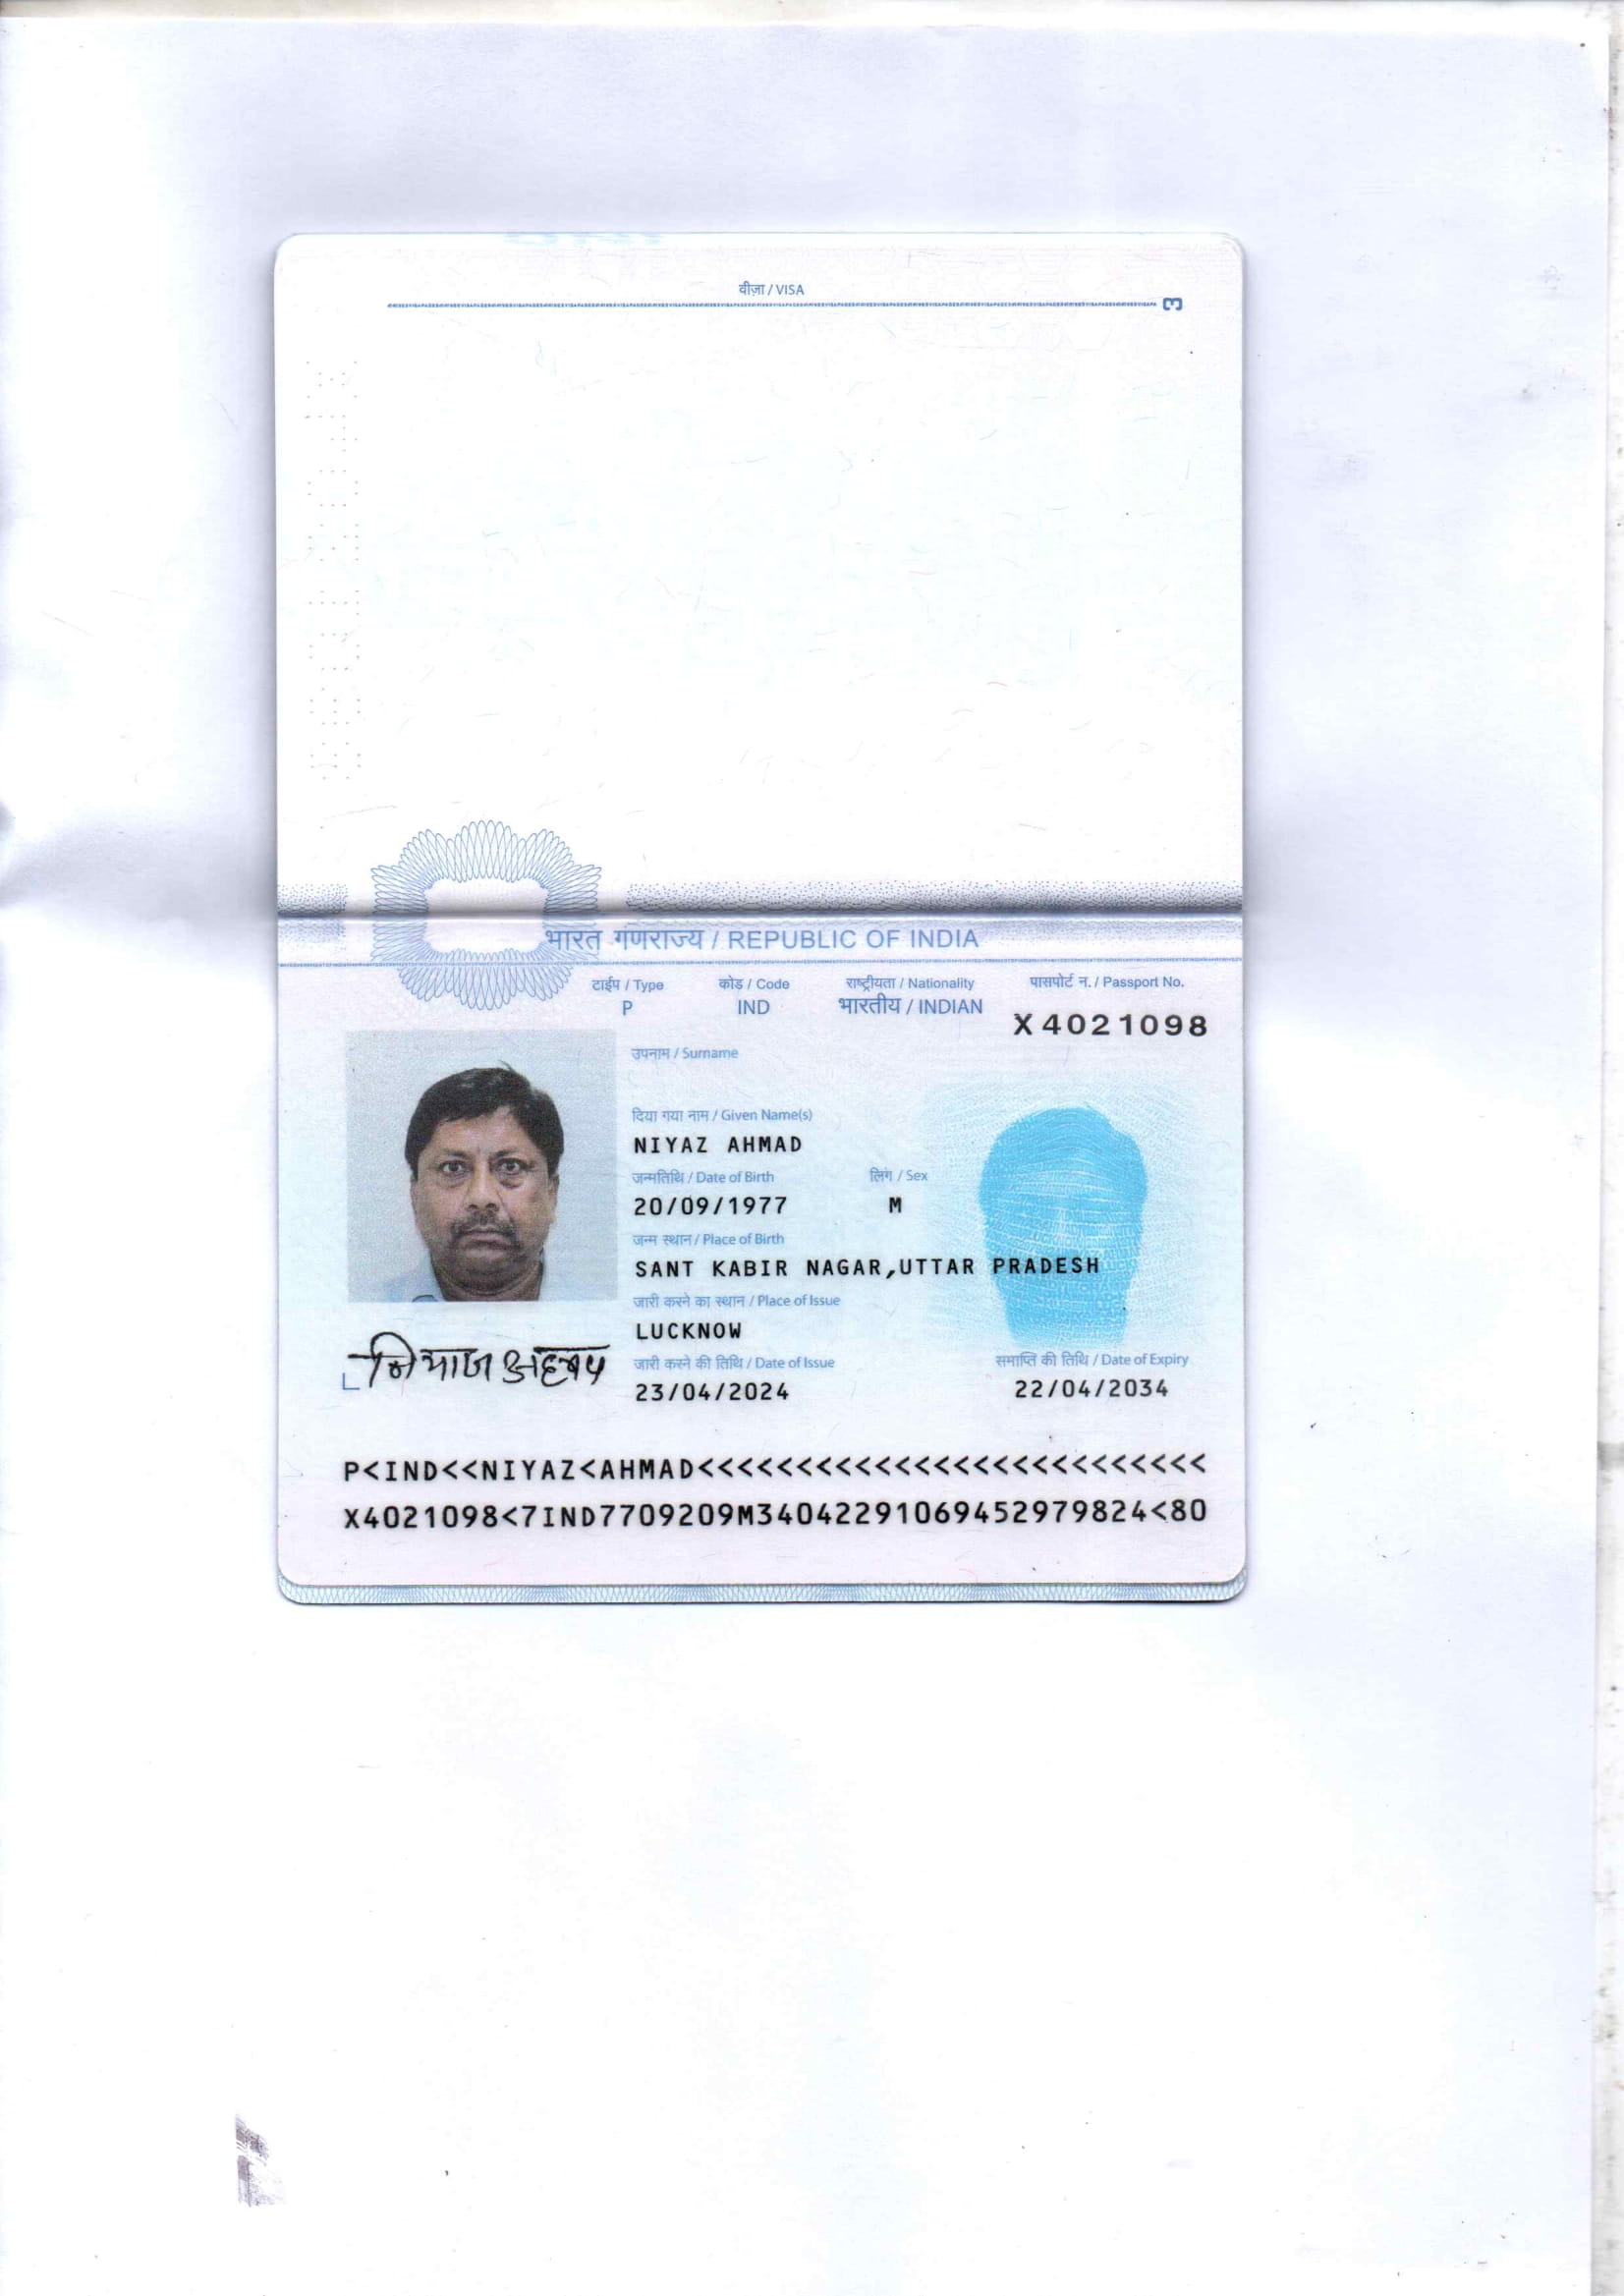 वीज़ा / VISA
3
भारत गणराज्य / REPUBLIC OF INDIA
टाईप / Type कोड / Code राष्ट्रीयता / Nationality पासपोर्ट न. / Passport No.
P IND भारतीय / INDIAN X4021098
उपनाम / Surname
दिया गया नाम / Given Name(s)
NIYAZ AHMAD
जन्मतिथि / Date of Birth लिंग / Sex
20/09/1977 M
जन्म स्थान / Place of Birth
SANT KABIR NAGAR,UTTAR PRADESH
जारी करने का स्थान / Place of Issue
LUCKNOW
नियाज अहमद
जारी करने की तिथि / Date of Issue समाप्ति की तिथि / Date of Expiry
23/04/2024 22/04/2034
P<IND<<NIYAZ<AHMAD<<<<<<<<<<<<<<<<<<<<<<<<<<
X4021098<7IND7709209M34042291069452979824<80